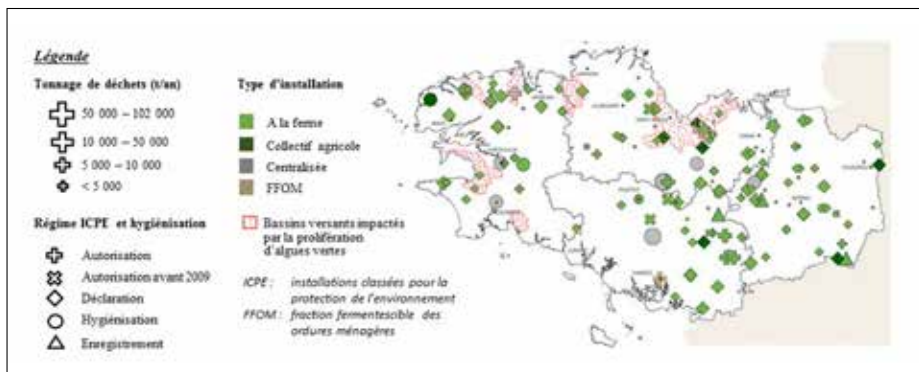 Légende
Tonnage de déchets (t/an)
50 000 – 102 000
10 000 – 50 000
5 000 – 10 000
< 5 000
Régime ICPE et hygiénisation
Autorisation
Autorisation avant 2009
Déclaration
Hygiénisation
Enregistrement
Type d'installation
A la ferme
Collectif agricole
Centralisée
FFOM
Bassins versants impactés
par la prolifération
d'algues vertes
ICPE : installations classées pour la
protection de l'environnement
FFOM : fraction fermentescible des
ordures ménagères